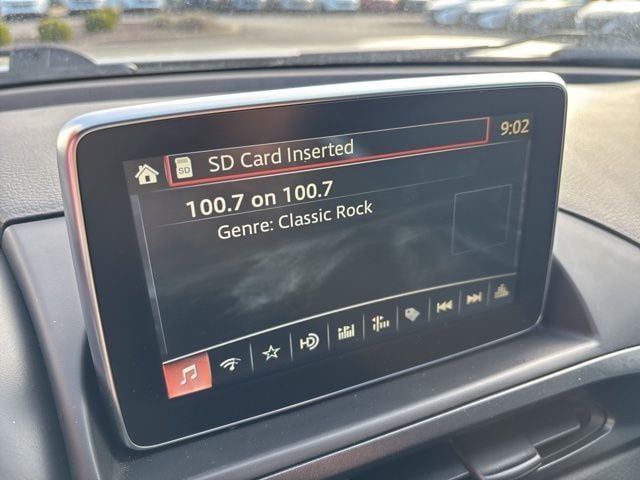 SD
SD Card Inserted
9:02
100.7 on 100.7
Genre: Classic Rock
HD